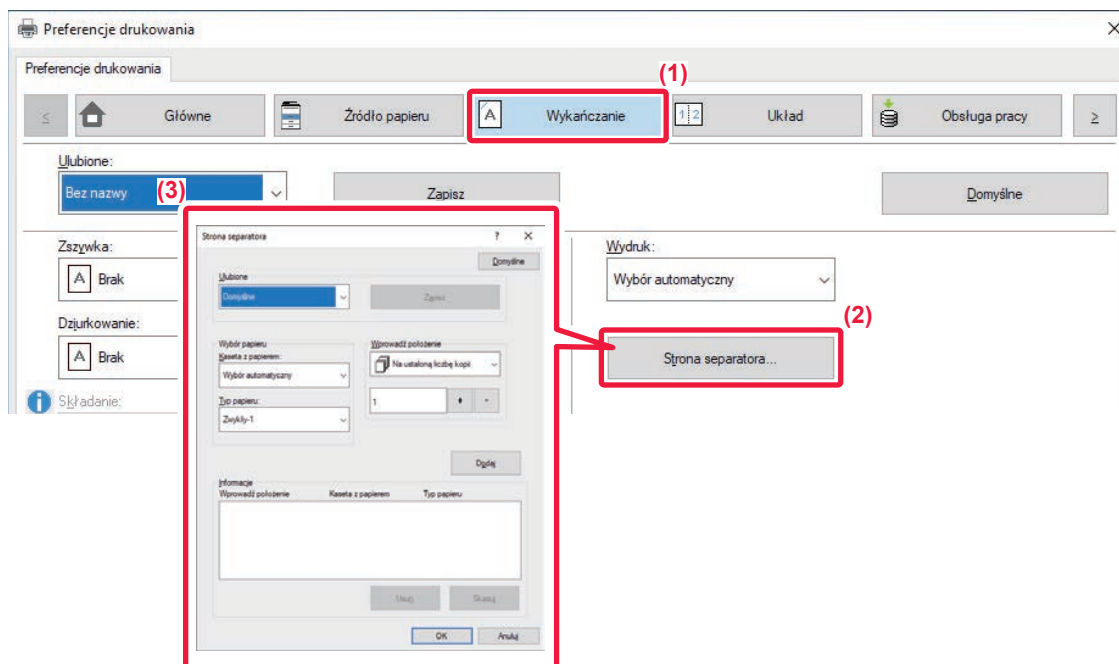 Preferencje drukowania
Preferencje drukowania
(1)
< Główne Źródło papieru A Wykańczanie 1 2 Układ Obsługa pracy >
Ulubione:
Bez nazwy (3) Zapisz Domyślne
Zszywka:
A Brak
Dziurkowanie:
A Brak
Składanie:
Strona separatora ? X
Domyślne
Ulubione
Domyślne Zapisz
Wybór papieru
Kaseta z papierem:
Wybór automatyczny
Typ papieru:
Zwykły-1
Wprowadź położenie
Na ustaloną liczbę kopii
1 + -
Dodaj
Informacje
Wprowadź położenie Kaseta z papierem Typ papieru
Usuń Skasuj
OK Anuluj
Wydruk:
Wybór automatyczny
(2)
Strona separatora...